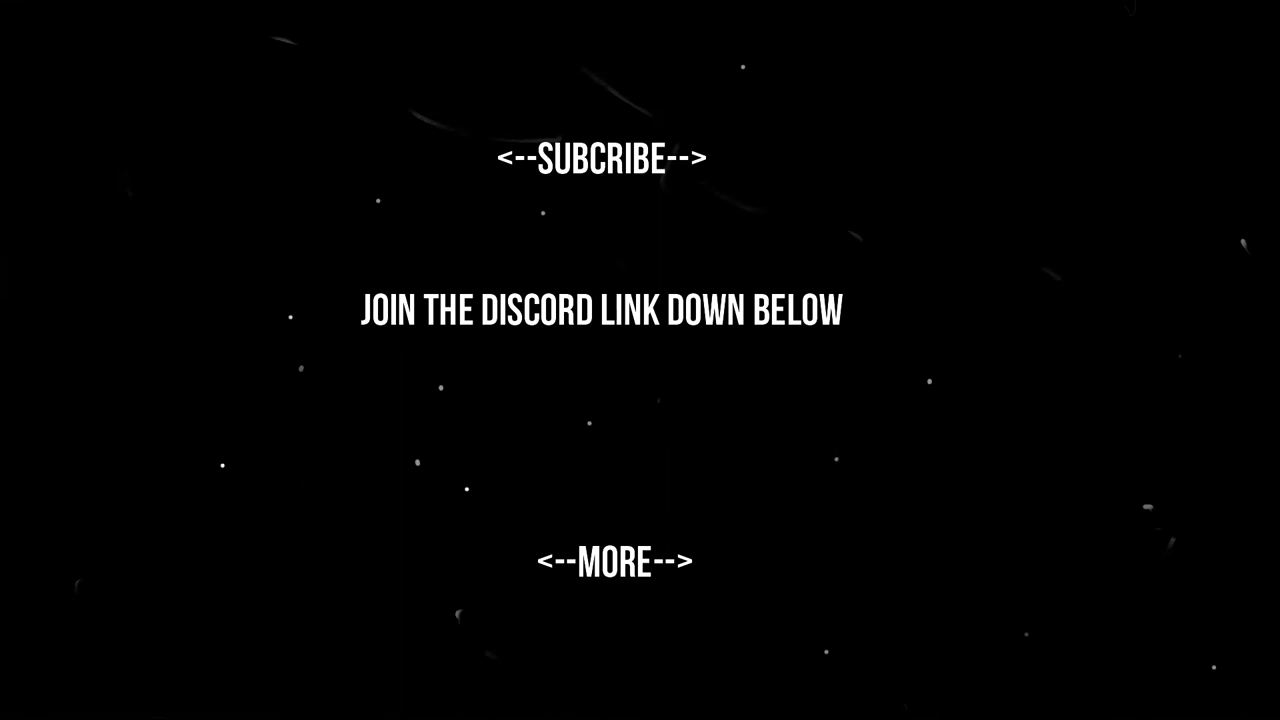 <--SUBCRIBE-->
JOIN THE DISCORD LINK DOWN BELOW
<--MORE-->